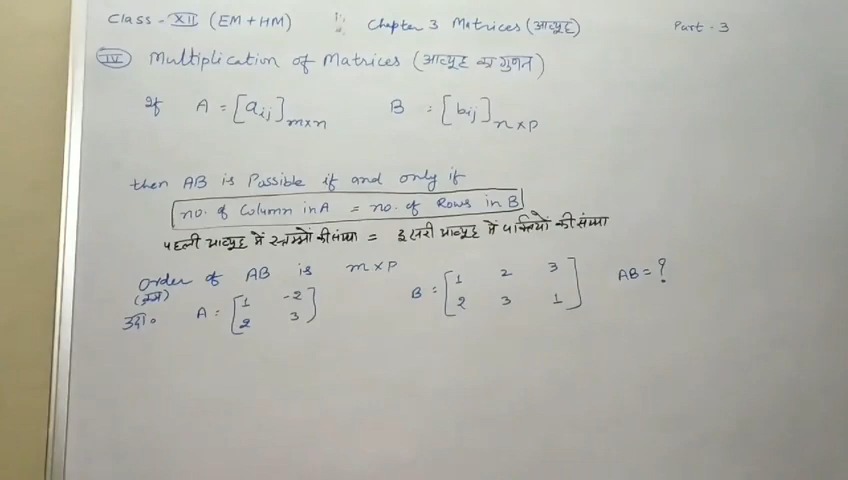 Class - XII (EM + HM) Chapter 3 Matrices (आव्यूह) Part - 3
IV Multiplication of Matrices (आव्यूह का गुणन)
If A = [aij]m×n B = [bij]n×p
then AB is Possible if and only if
no. of Column in A = no. of Rows in B
पहली आव्यूह में स्तम्भों की संख्या = दूसरी आव्यूह में पंक्तियों की संख्या
Order of AB is m×p
(क्रम)
उदा० A = [1 -2 B = [1 2 3 AB = ?
2 3] 2 3 1]